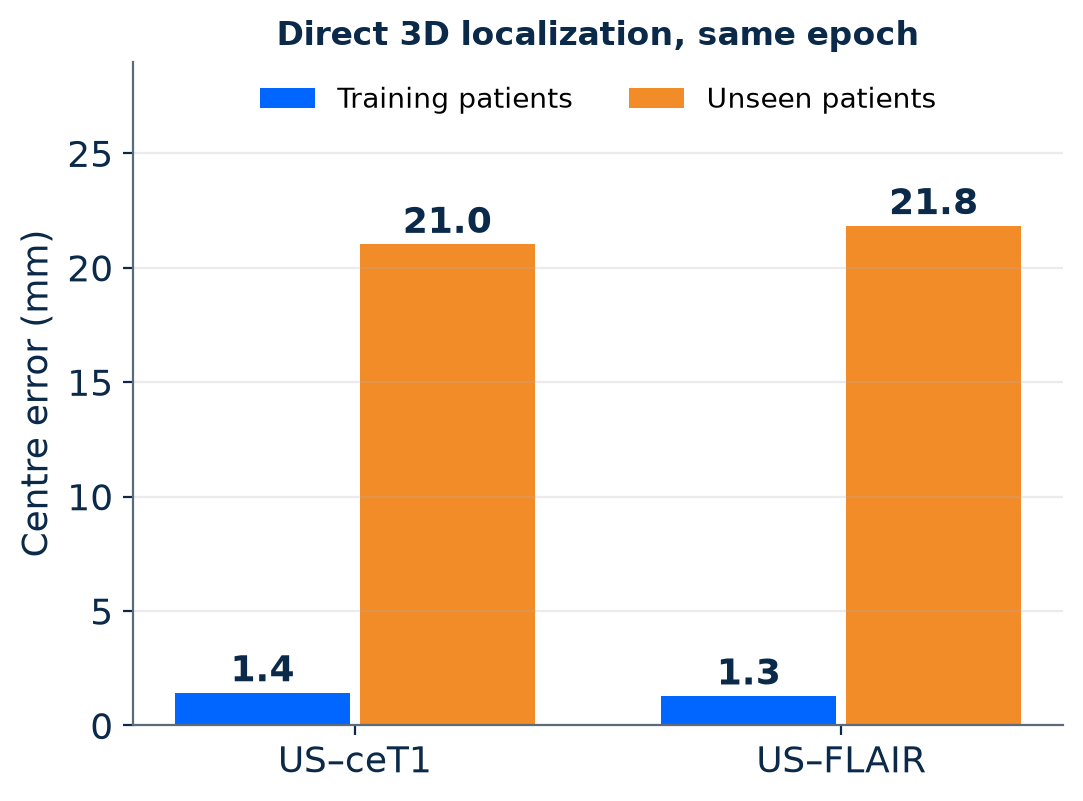 Direct 3D localization, same epoch
Training patients
Unseen patients
Centre error (mm)
25
20
15
10
5
0
1.4
21.0
1.3
21.8
US–ceT1
US–FLAIR